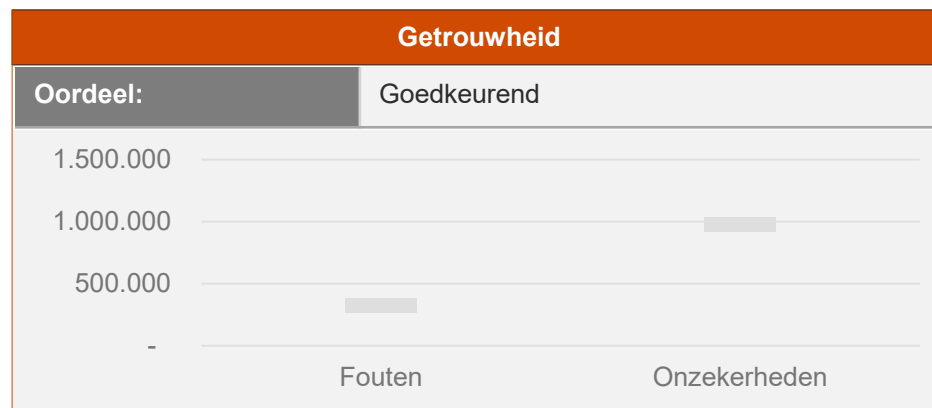 Getrouwheid
Oordeel: Goedkeurend
1.500.000
1.000.000
500.000
-
Fouten Onzekerheden